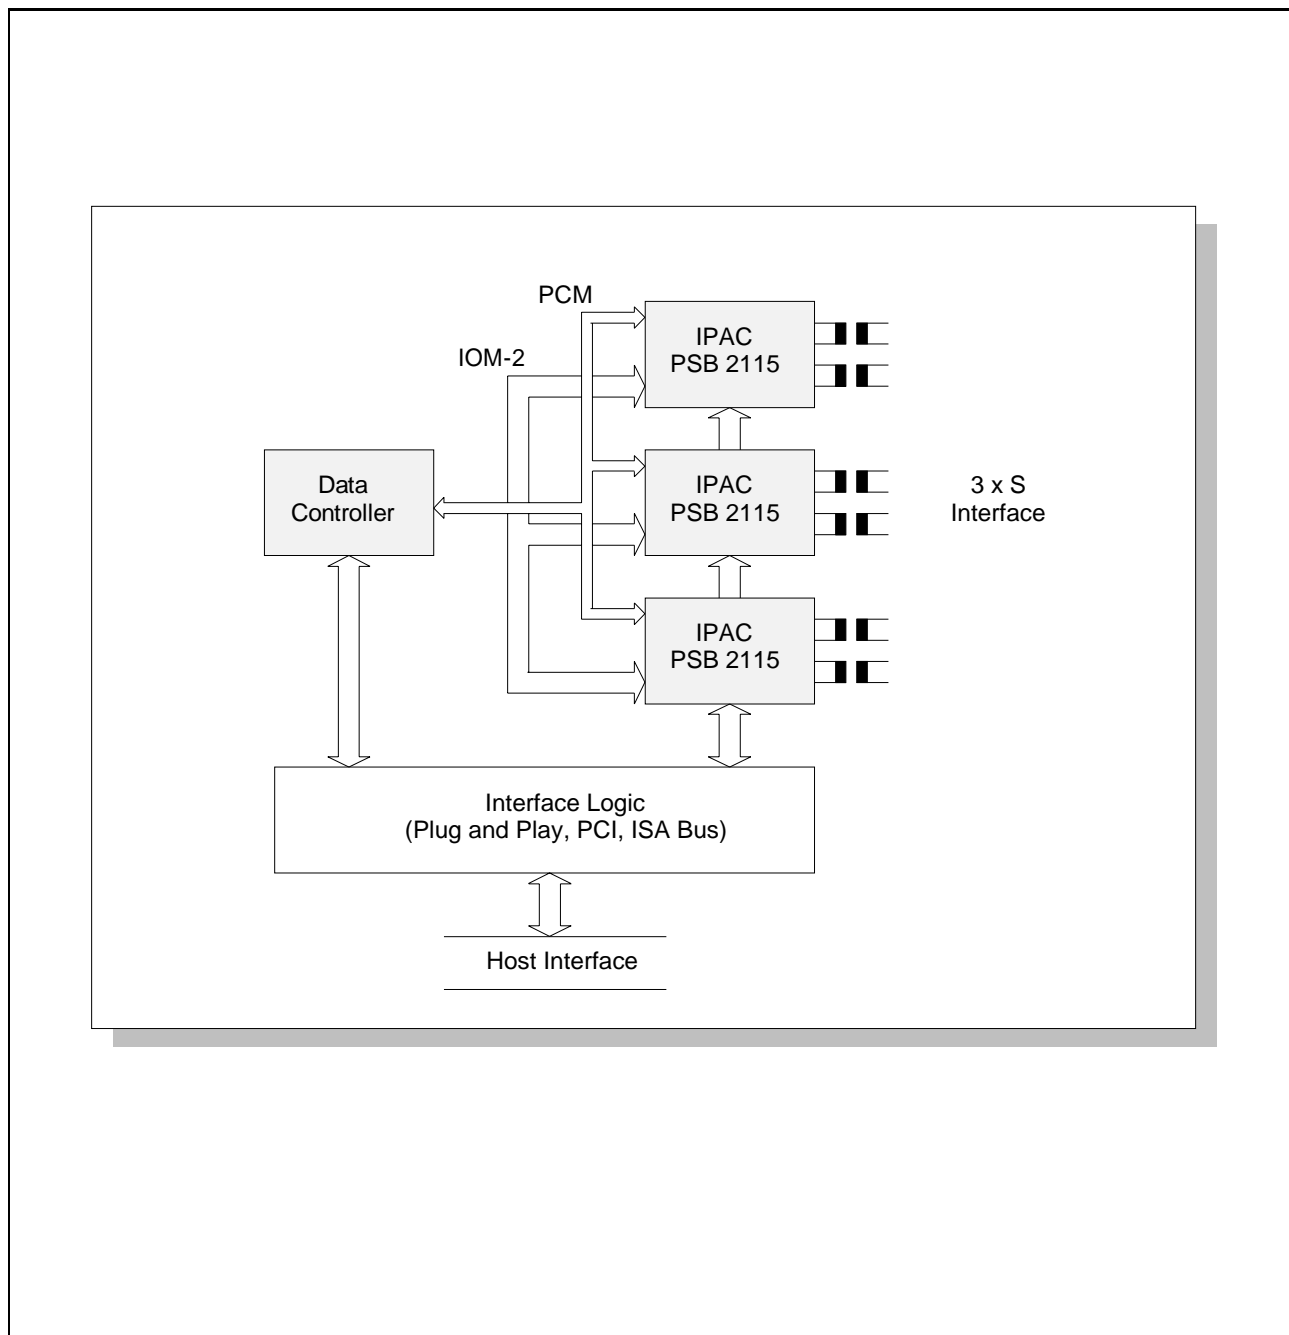 PCM
IOM-2
IPAC
PSB 2115
Data
Controller
IPAC
PSB 2115
3 x S
Interface
IPAC
PSB 2115
Interface Logic
(Plug and Play, PCI, ISA Bus)
Host Interface